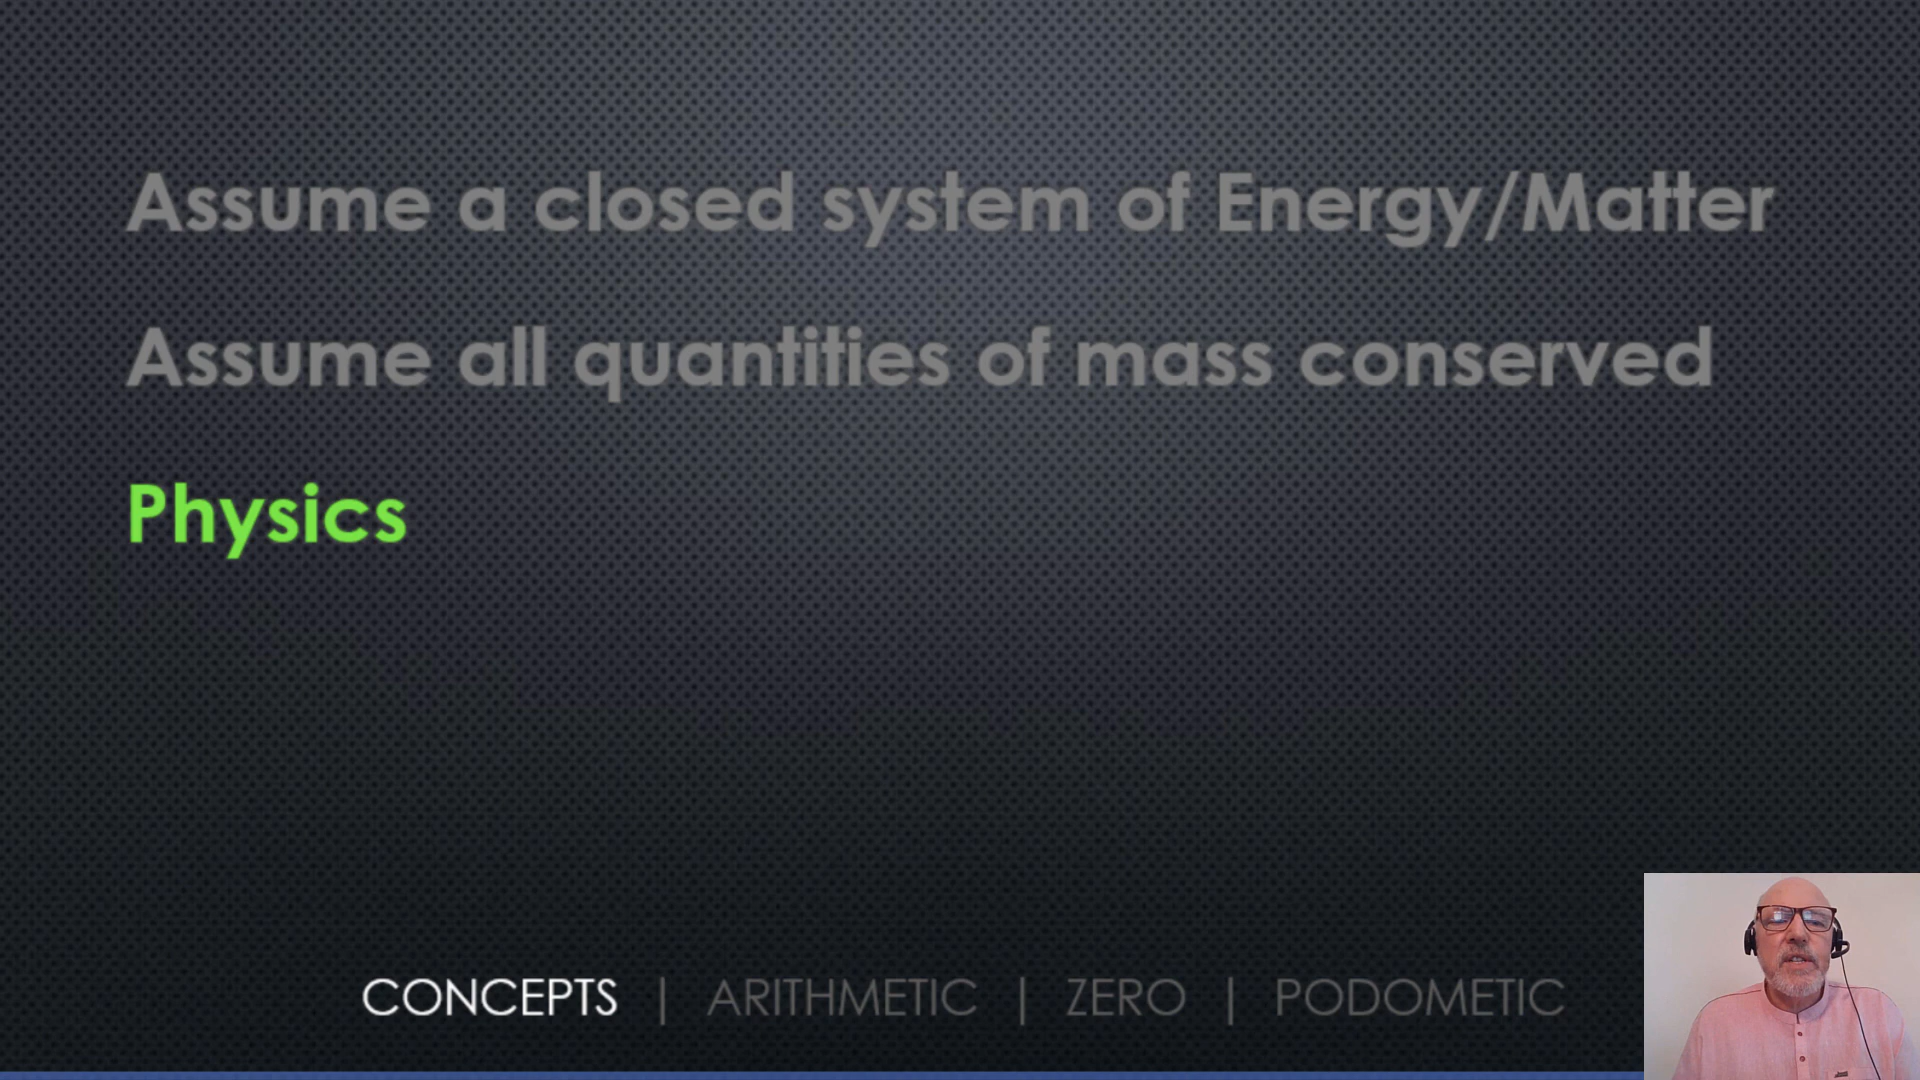 Assume a closed system of Energy/Matter
Assume all quantities of mass conserved
Physics
CONCEPTS | ARITHMETIC | ZERO | PODOMETIC